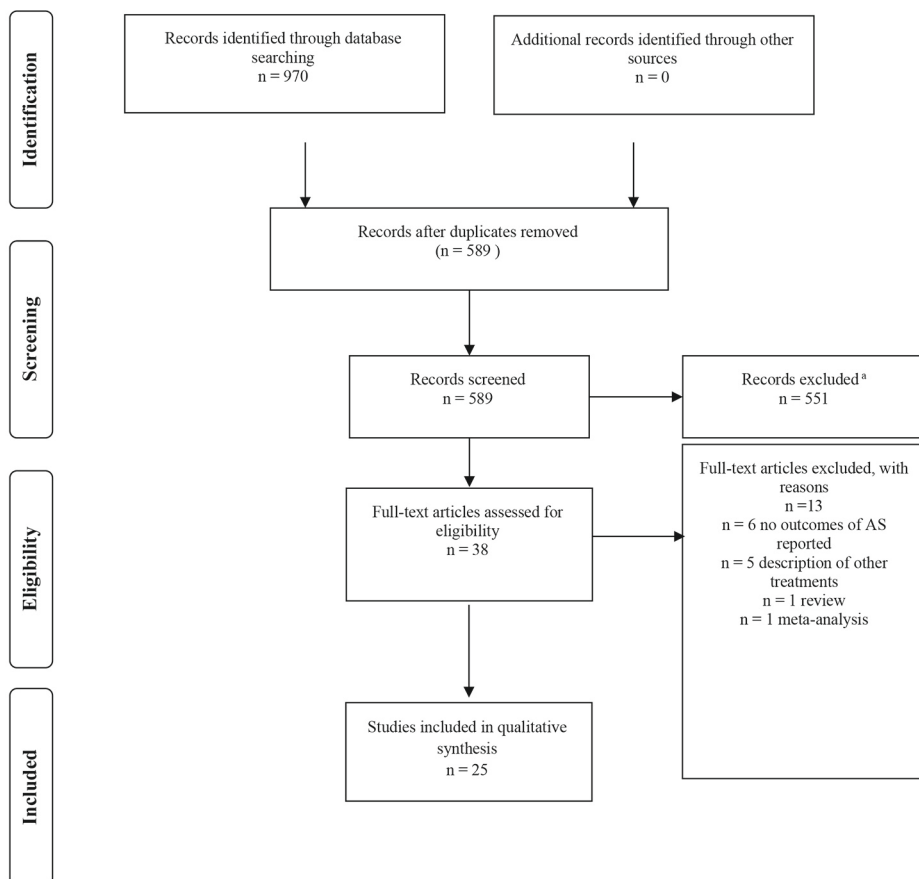 Identification
Records identified through database
searching
n = 970
Additional records identified through other
sources
n = 0
Records after duplicates removed
(n = 589 )
Screening
Records screened
n = 589
Records excluded a
n = 551
Eligibility
Full-text articles assessed for
eligibility
n = 38
Full-text articles excluded, with
reasons
n =13
n = 6 no outcomes of AS
reported
n = 5 description of other
treatments
n = 1 review
n = 1 meta-analysis
Included
Studies included in qualitative
synthesis
n = 25